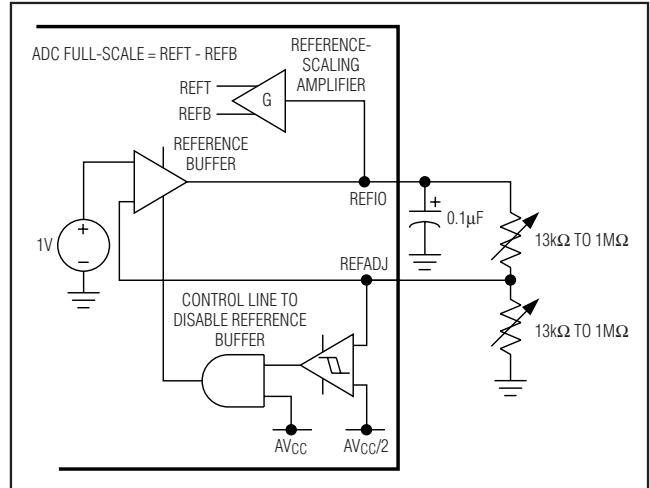 ADC FULL-SCALE = REFT - REFB
REFERENCE-
SCALING
AMPLIFIER
REFT
REFB
G
REFERENCE
BUFFER
1V
+
−
REFIO
+
0.1µF
13kΩ TO 1MΩ
REFADJ
CONTROL LINE TO
DISABLE REFERENCE
BUFFER
13kΩ TO 1MΩ
AVCC
AVCC/2